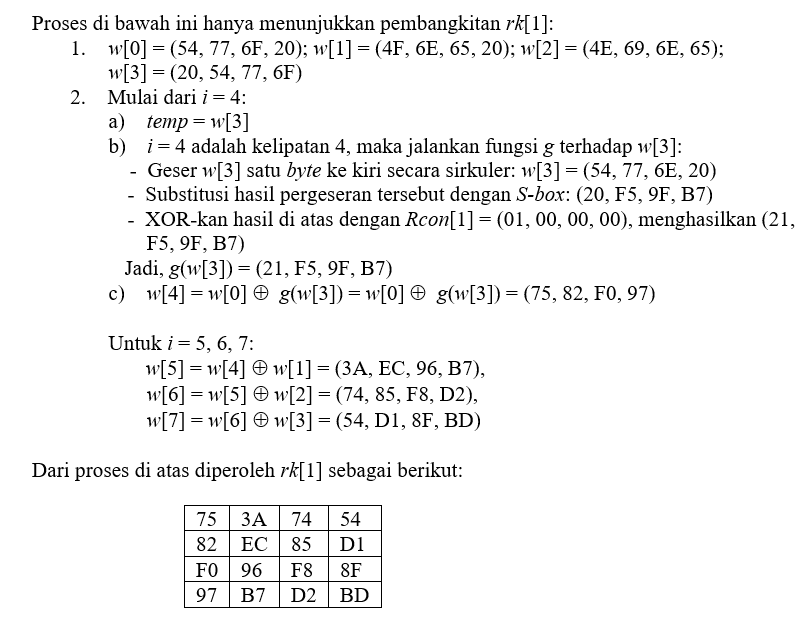 Proses di bawah ini hanya menunjukkan pembangkitan rk[1]:
1. w[0] = (54, 77, 6F, 20); w[1] = (4F, 6E, 65, 20); w[2] = (4E, 69, 6E, 65);
w[3] = (20, 54, 77, 6F)
2. Mulai dari i = 4:
a) temp = w[3]
b) i = 4 adalah kelipatan 4, maka jalankan fungsi g terhadap w[3]:
- Geser w[3] satu byte ke kiri secara sirkuler: w[3] = (54, 77, 6E, 20)
- Substitusi hasil pergeseran tersebut dengan S-box: (20, F5, 9F, B7)
- XOR-kan hasil di atas dengan Rcon[1] = (01, 00, 00, 00), menghasilkan (21,
F5, 9F, B7)
Jadi, g(w[3]) = (21, F5, 9F, B7)
c) w[4] = w[0] ⊕ g(w[3]) = w[0] ⊕ g(w[3]) = (75, 82, F0, 97)
Untuk i = 5, 6, 7:
w[5] = w[4] ⊕ w[1] = (3A, EC, 96, B7),
w[6] = w[5] ⊕ w[2] = (74, 85, F8, D2),
w[7] = w[6] ⊕ w[3] = (54, D1, 8F, BD)
Dari proses di atas diperoleh rk[1] sebagai berikut:
75 3A 74 54
82 EC 85 D1
F0 96 F8 8F
97 B7 D2 BD